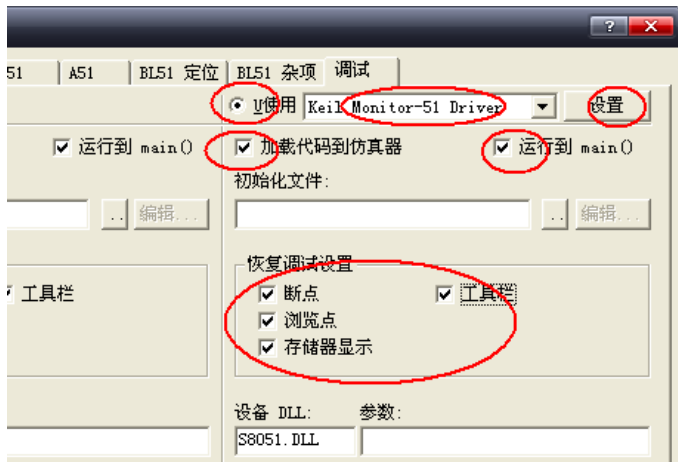 51 A51 BL51 定位 BL51 杂项 调试
U使用 Keil Monitor-51 Driver 设置
运行到 main() 加载代码到仿真器 运行到 main()
初始化文件:
.. 编辑... .. 编辑...
恢复调试设置
工具栏 断点 工具栏
浏览点
存储器显示
设备 DLL: 参数:
S8051.DLL